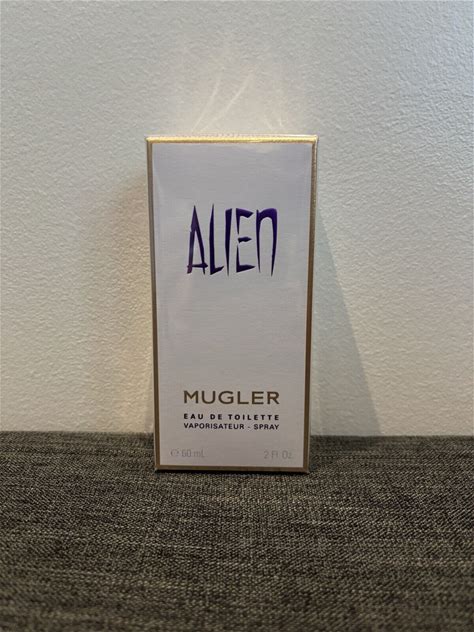 ALIEN
MUGLER
EAU DE TOILETTE
VAPORISATEUR - SPRAY
℮ 60 mL 2 Fl. Oz.